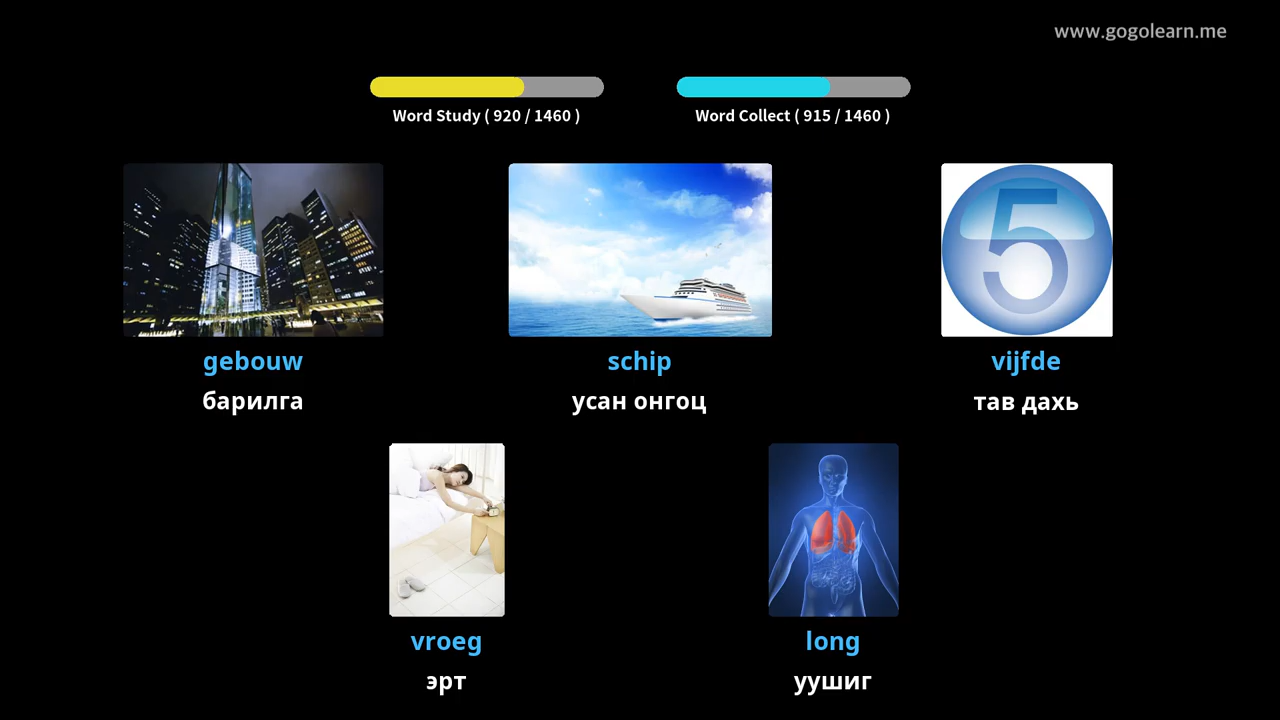 www.gogolearn.me
Word Study ( 920 / 1460 )
Word Collect ( 915 / 1460 )
5
gebouw
барилга
schip
усан онгоц
vijfde
тав дахь
vroeg
эрт
long
уушиг